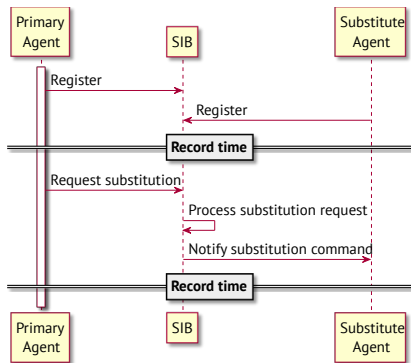 Primary
Agent
SIB
Substitute
Agent
Register
Register
Record time
Request substitution
Process substitution request
Notify substitution command
Record time
Primary
Agent
SIB
Substitute
Agent